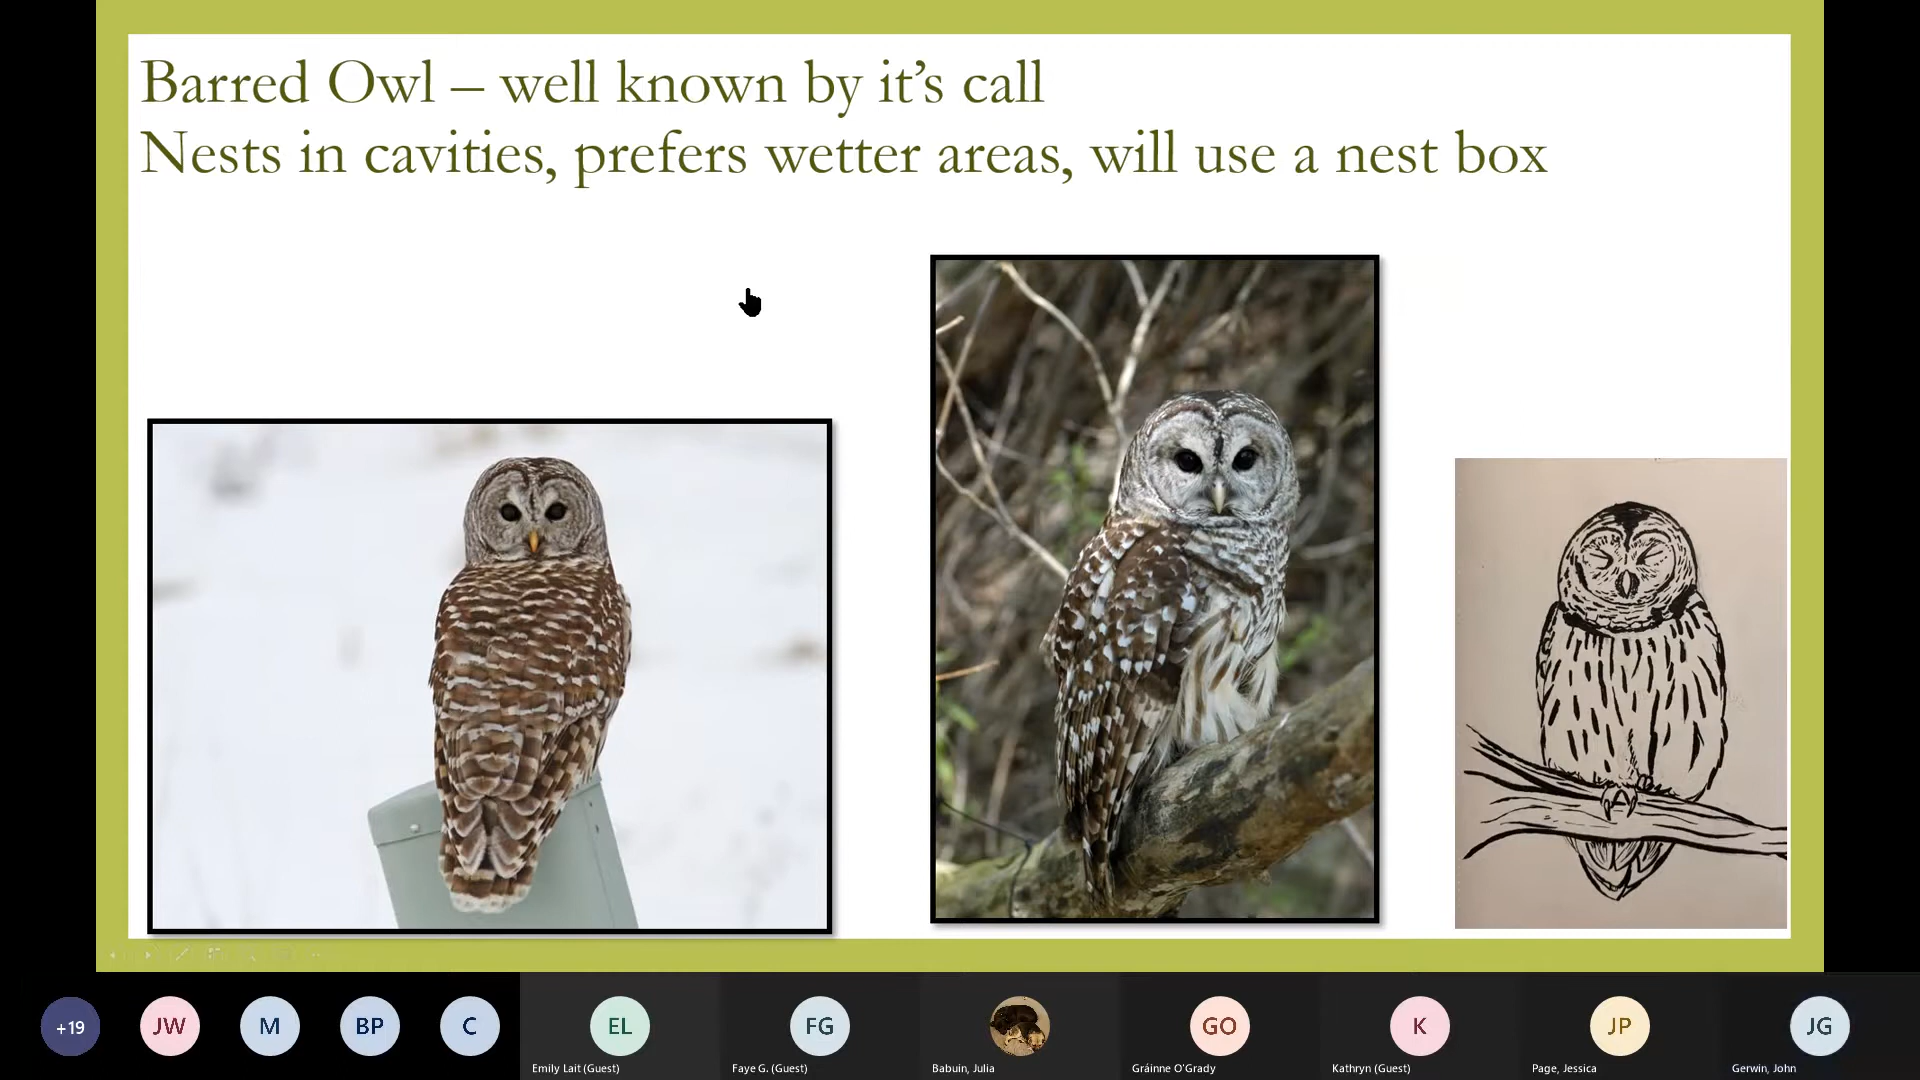 Barred Owl – well known by it's call
Nests in cavities, prefers wetter areas, will use a nest box
+19
JW
M
BP
C
EL
FG
GO
K
JP
JG
Emily Lait (Guest)
Faye G. (Guest)
Babuin, Julia
Gráinne O'Grady
Kathryn (Guest)
Page, Jessica
Gerwin, John